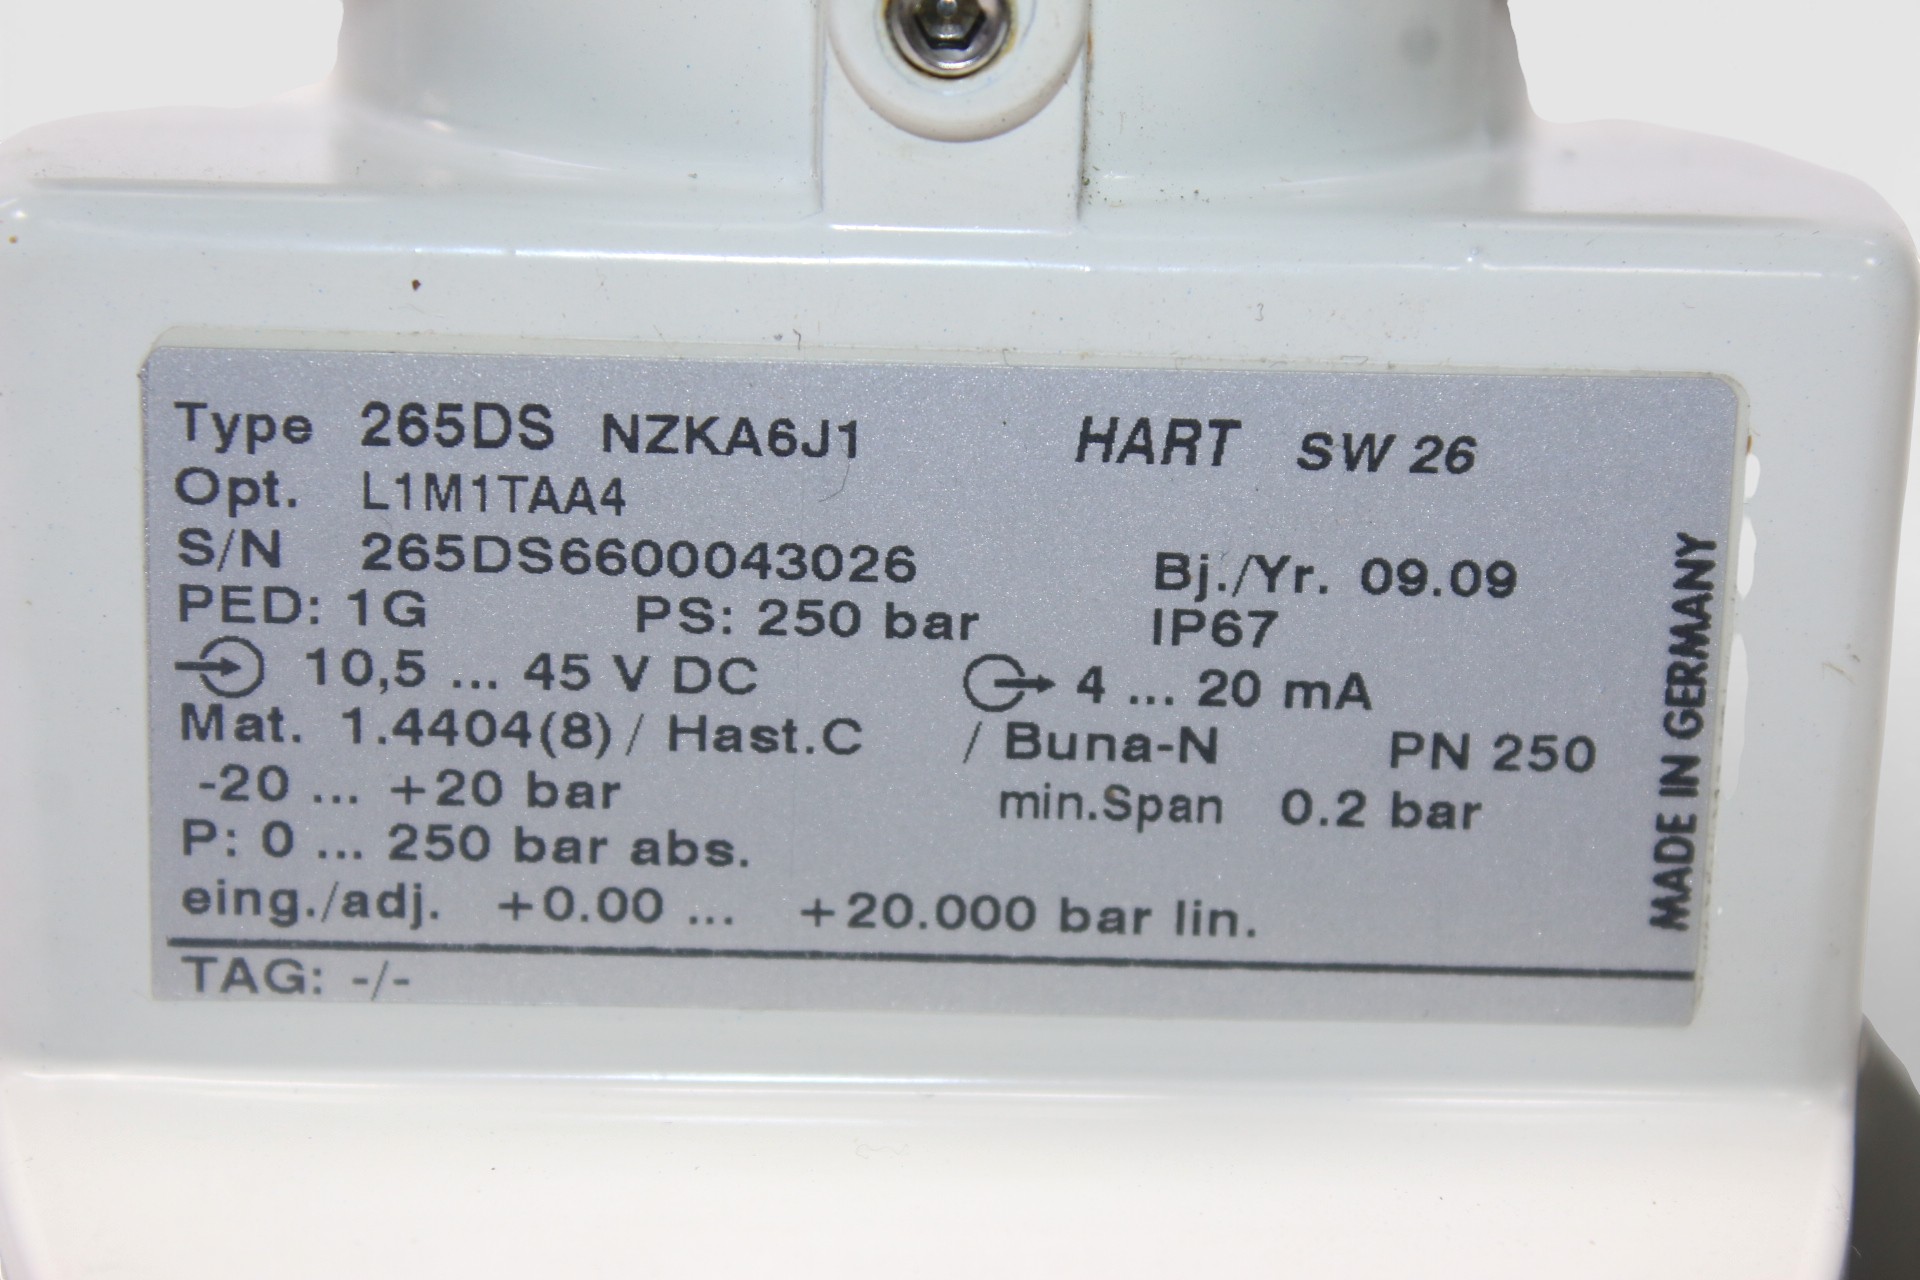 Type 265DS NZKA6J1 HART SW 26
Opt. L1M1TAA4
S/N 265DS6600043026 Bj./Yr. 09.09
PED: 1G PS: 250 bar IP67
10,5 ... 45 V DC 4 ... 20 mA
Mat. 1.4404(8) / Hast.C / Buna-N PN 250
-20 ... +20 bar min.Span 0.2 bar
P: 0 ... 250 bar abs.
eing./adj. +0.00 ... +20.000 bar lin.
TAG: -/-
MADE IN GERMANY